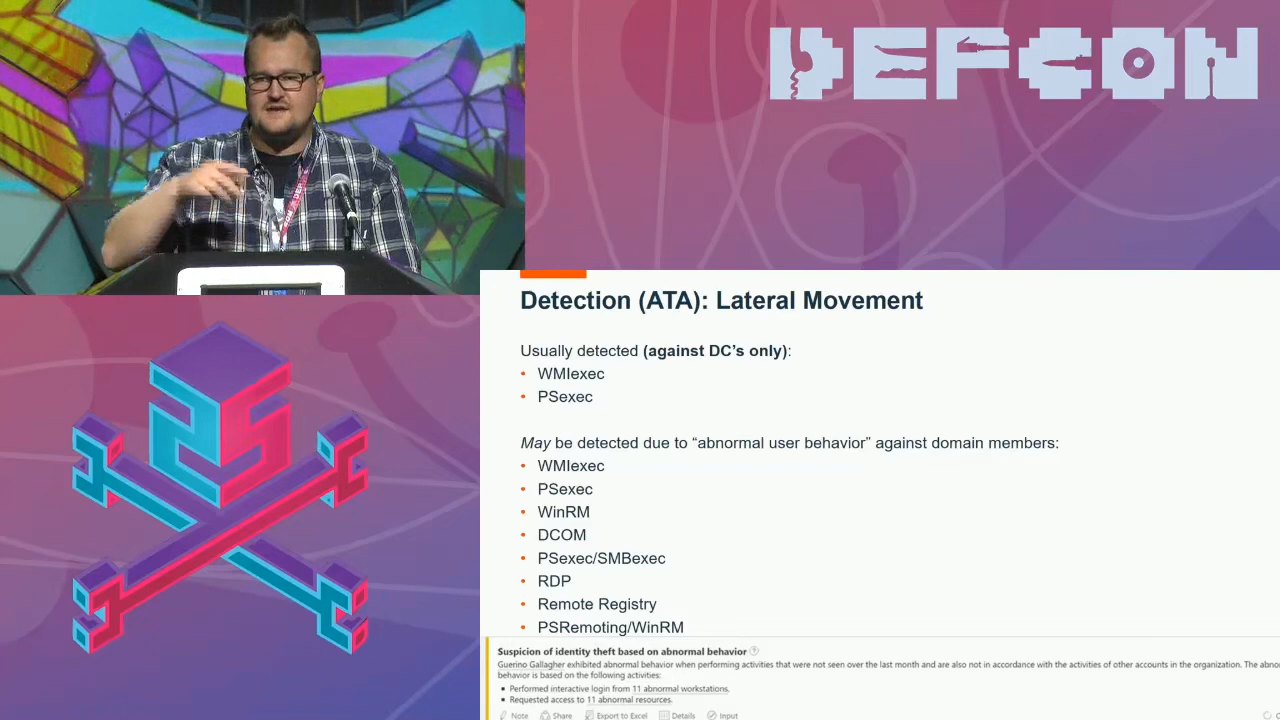 DEFCON
Detection (ATA): Lateral Movement
Usually detected (against DC's only):
• WMIexec
• PSexec
May be detected due to “abnormal user behavior” against domain members:
• WMIexec
• PSexec
• WinRM
• DCOM
• PSexec/SMBexec
• RDP
• Remote Registry
• PSRemoting/WinRM
Suspicion of identity theft based on abnormal behavior ?
Guerino Gallagher exhibited abnormal behavior when performing activities that were not seen over the last month and are also not in accordance with the activities of other accounts in the organization. The
behavior is based on the following activities:
• Performed interactive login from 11 abnormal workstations.
• Requested access to 11 abnormal resources.
Note Share Export to Excel Details Input